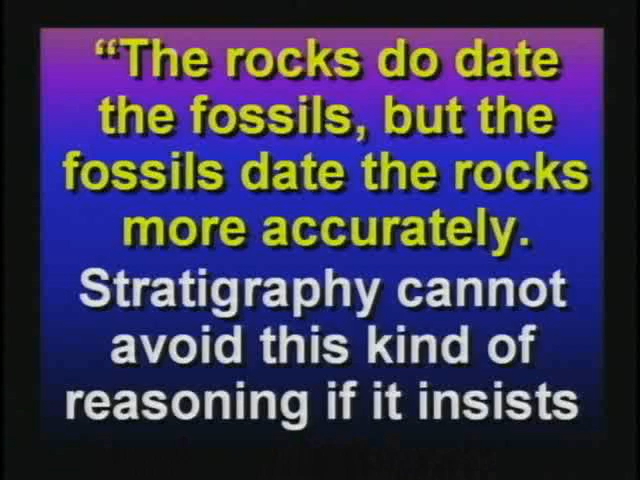 “The rocks do date
the fossils, but the
fossils date the rocks
more accurately.
Stratigraphy cannot
avoid this kind of
reasoning if it insists